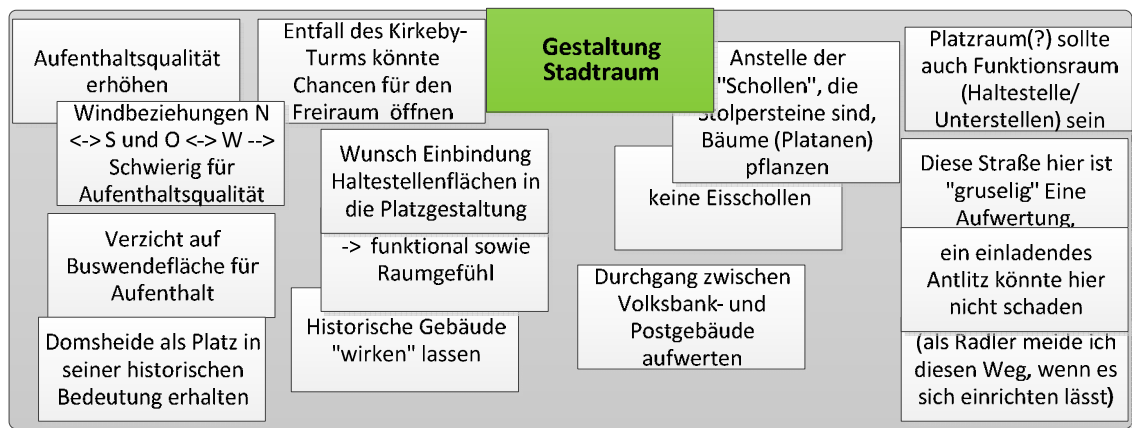 Gestaltung
Stadtraum
Aufenthaltsqualität
erhöhen
Windbeziehungen N
<-> S und O <-> W -->
Schwierig für
Aufenthaltsqualität
Verzicht auf
Buswendefläche für
Aufenthalt
Domsheide als Platz in
seiner historischen
Bedeutung erhalten
Entfall des Kirkeby-
Turms könnte
Chancen für den
Freiraum öffnen
Wunsch Einbindung
Haltestellenflächen in
die Platzgestaltung
-> funktional sowie
Raumgefühl
Historische Gebäude
"wirken" lassen
Anstelle der
"Schollen", die
Stolpersteine sind,
Bäume (Platanen)
pflanzen
keine Eisschollen
Durchgang zwischen
Volksbank- und
Postgebäude
aufwerten
Platzraum(?) sollte
auch Funktionsraum
(Haltestelle/
Unterstellen) sein
Diese Straße hier ist
"gruselig" Eine
Aufwertung,
ein einladendes
Antlitz könnte hier
nicht schaden
(als Radler meide ich
diesen Weg, wenn es
sich einrichten lässt)